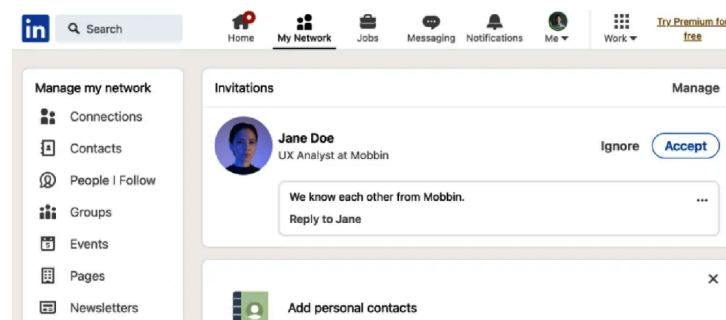 in
Search
Home
My Network
Jobs
Messaging
Notifications
Me
Work
Try Premium for
free
Manage my network
Connections
Contacts
People I Follow
Groups
5
Events
Pages
Newsletters
Invitations
Manage
Jane Doe
UX Analyst at Mobbin
Ignore
Accept
We know each other from Mobbin.
Reply to Jane
Add personal contacts